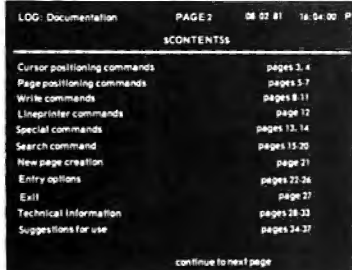 LOG: Documentation PAGE 2 08 02 81 16:04:00 P
$CONTENTS$
Cursor positioning commands pages 3, 4
Page positioning commands pages 5-7
Write commands pages 8-11
Lineprinter commands page 12
Special commands pages 13, 14
Search command pages 15-20
New page creation page 21
Entry options pages 22-26
Exit page 27
Technical information pages 28-33
Suggestions for use pages 34-37
continue to next page